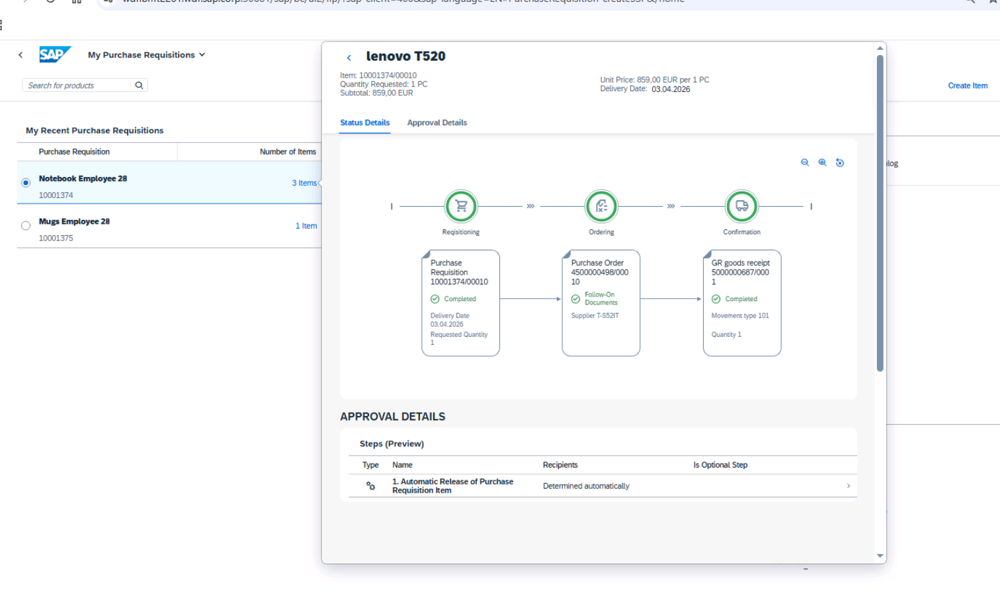 SAP
My Purchase Requisitions
Search for products
Create Item
My Recent Purchase Requisitions
Purchase Requisition
Number of Items
Notebook Employee 28
10001374
3 Items
Mugs Employee 28
10001375
1 Item
lenovo T520
Item: 10001374/00010
Quantity Requested: 1 PC
Subtotal: 859,00 EUR
Unit Price: 859,00 EUR per 1 PC
Delivery Date: 03.04.2026
Status Details
Approval Details
Reqisitioning
Ordering
Confirmation
Purchase
Requisition
10001374/00010
Completed
Delivery Date
03.04.2026
Requested Quantity
1
Purchase Order
4500000498/000
10
Follow-On
Documents
Supplier T-S52IT
GR goods receipt
5000000687/000
1
Completed
Movement type 101
Quantity 1
APPROVAL DETAILS
Steps (Preview)
Type
Name
Recipients
Is Optional Step
1. Automatic Release of Purchase
Requisition Item
Determined automatically